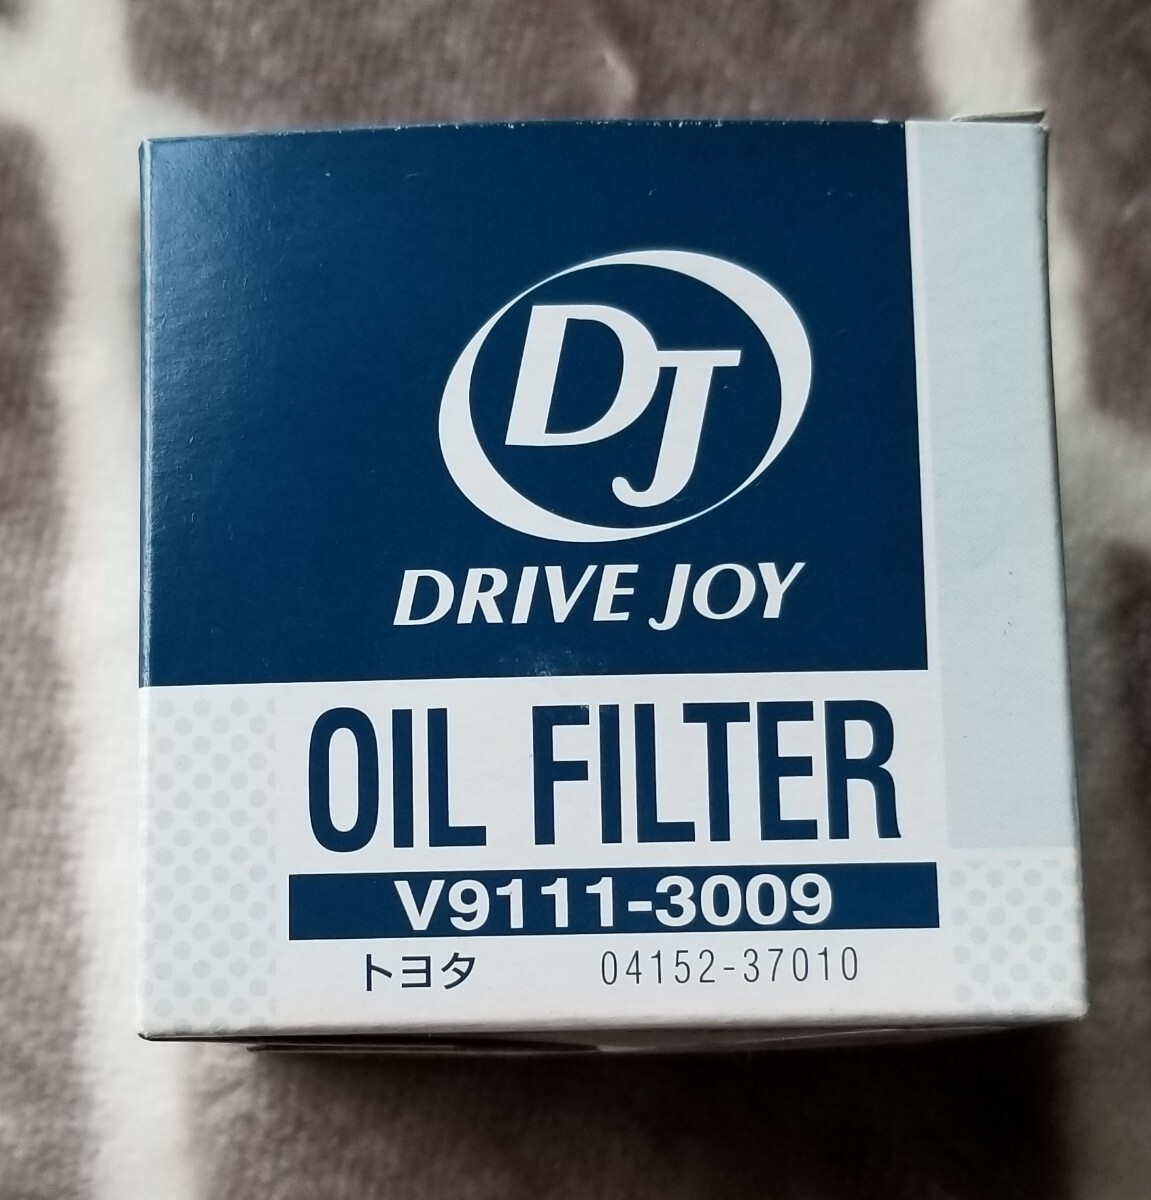 DJ
DRIVE JOY
OIL FILTER
V9111-3009
トヨタ 04152-37010